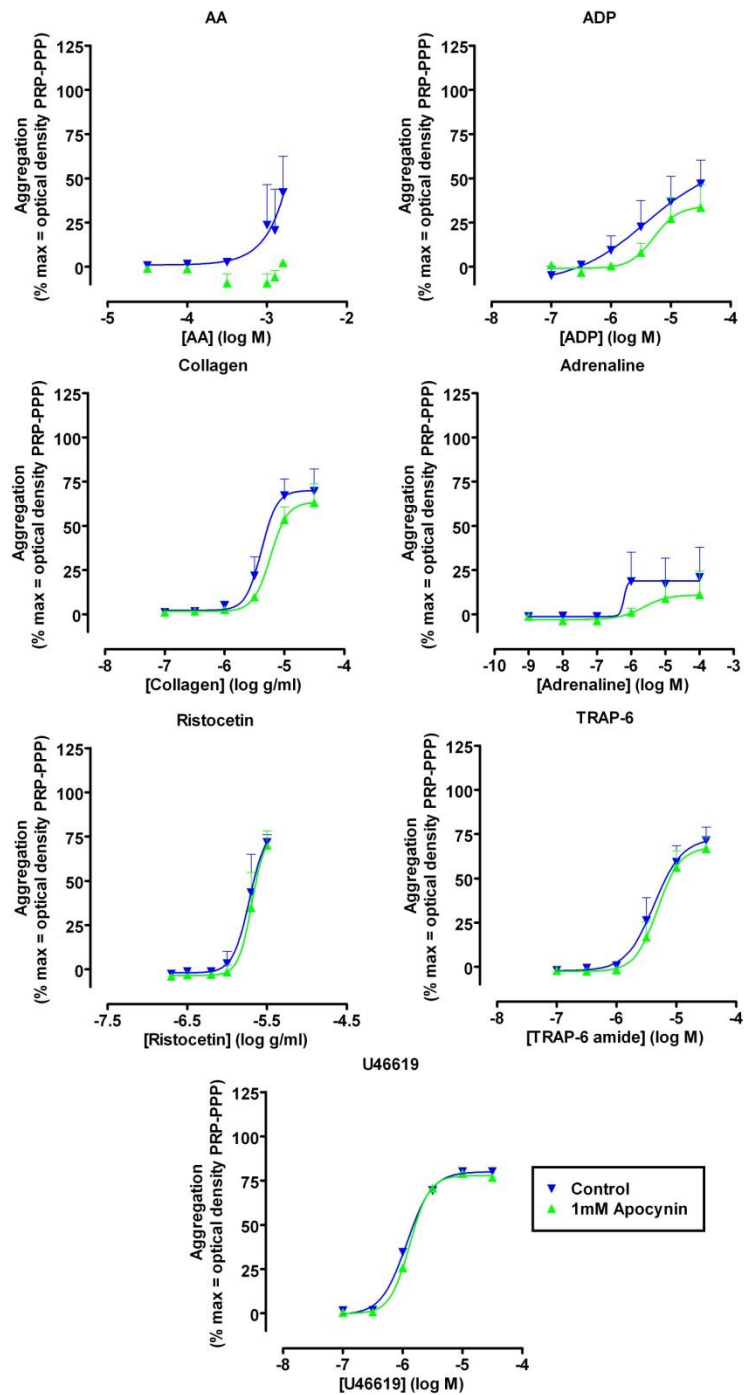 AA
Aggregation
(% max = optical density PRP-PPP)
125
100
75
50
25
0
-5
-4
-3
-2
[AA] (log M)
ADP
Aggregation
(% max = optical density PRP-PPP)
125
100
75
50
25
0
-8
-7
-6
-5
-4
[ADP] (log M)
Collagen
Aggregation
(% max = optical density PRP-PPP)
125
100
75
50
25
0
-8
-7
-6
-5
-4
[Collagen] (log g/ml)
Adrenaline
Aggregation
(% max = optical density PRP-PPP)
125
100
75
50
25
0
-10
-9
-8
-7
-6
-5
-4
-3
[Adrenaline] (log M)
Ristocetin
Aggregation
(% max = optical density PRP-PPP)
125
100
75
50
25
0
-7.5
-6.5
-5.5
-4.5
[Ristocetin] (log g/ml)
TRAP-6
Aggregation
(% max = optical density PRP-PPP)
125
100
75
50
25
0
-8
-7
-6
-5
-4
[TRAP-6 amide] (log M)
U46619
Aggregation
(% max = optical density PRP-PPP)
125
100
75
50
25
0
-8
-7
-6
-5
-4
[U46619] (log M)
Control
1mM Apocynin